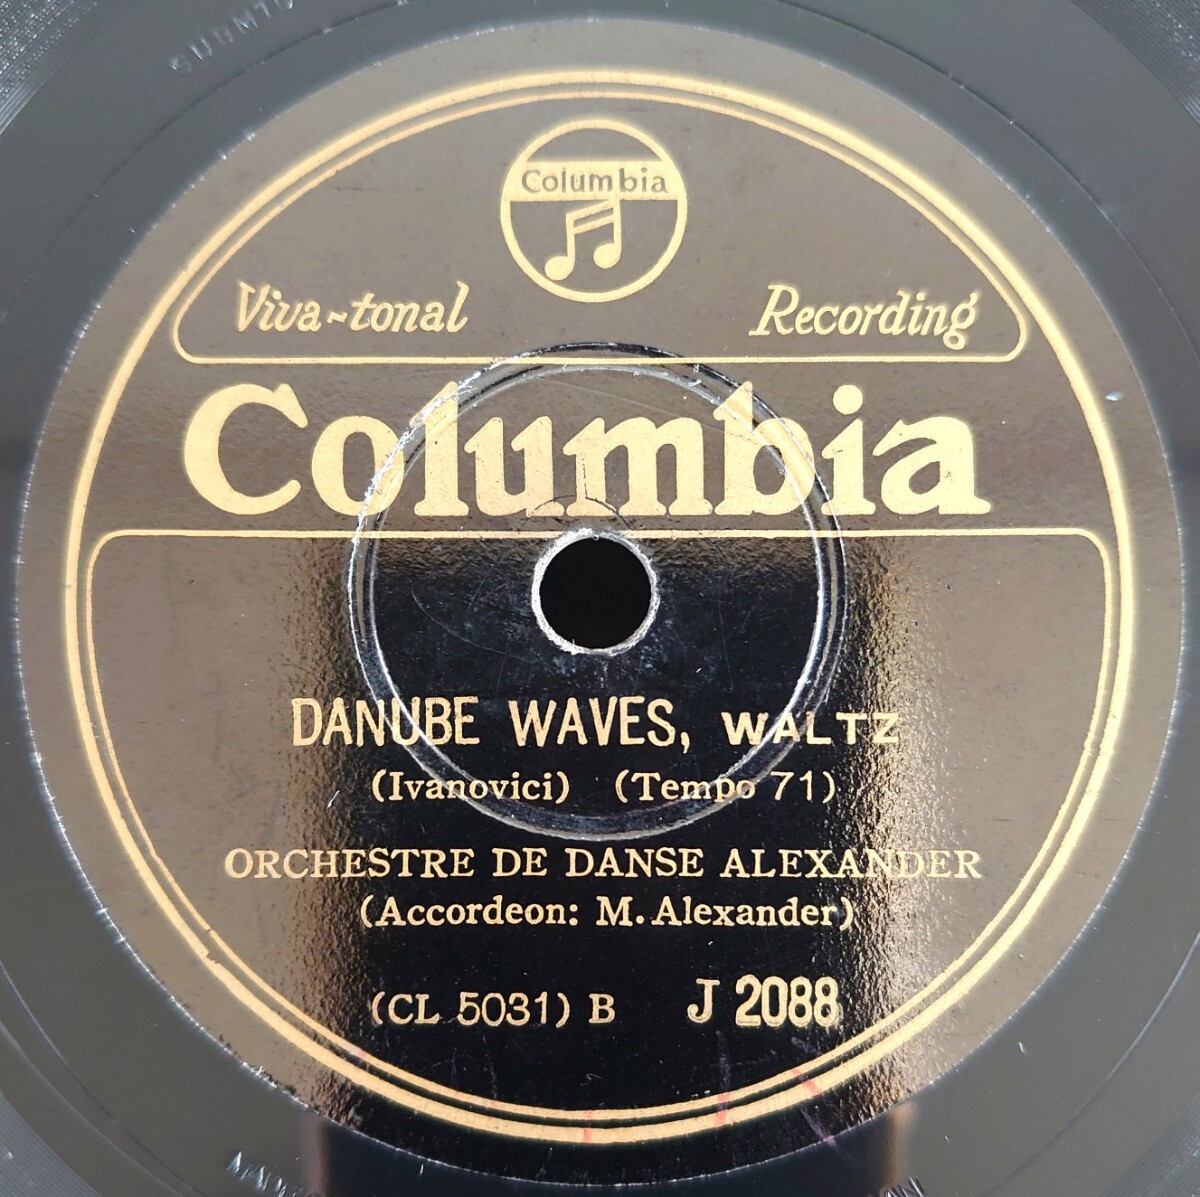 Columbia
Viva-tonal Recording
Columbia
DANUBE WAVES, WALTZ
(Ivanovici) (Tempo 71)
ORCHESTRE DE DANSE ALEXANDER
(Accordeon: M. Alexander)
(CL 5031) B J 2088